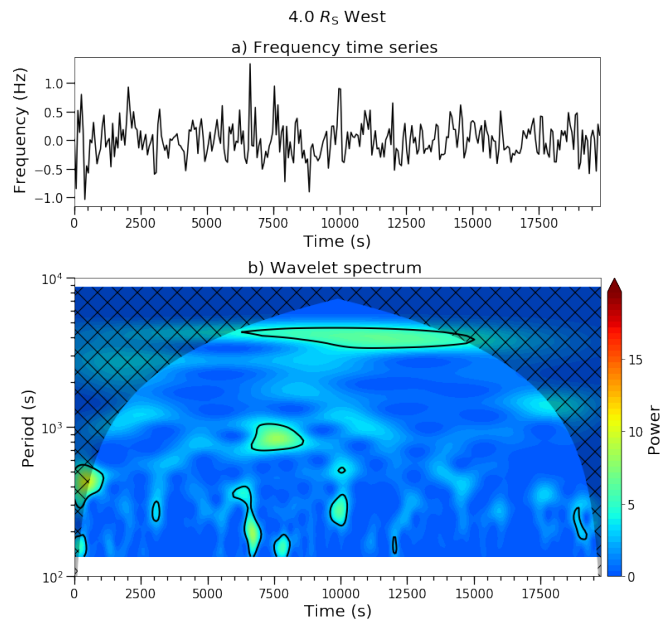 4.0 R_S West
a) Frequency time series
Frequency (Hz)
1.0
0.5
0.0
−0.5
−1.0
0 2500 5000 7500 10000 12500 15000 17500
Time (s)
b) Wavelet spectrum
Period (s)
10^4
10^3
10^2
0 2500 5000 7500 10000 12500 15000 17500
Time (s)
15
10
5
0
Power